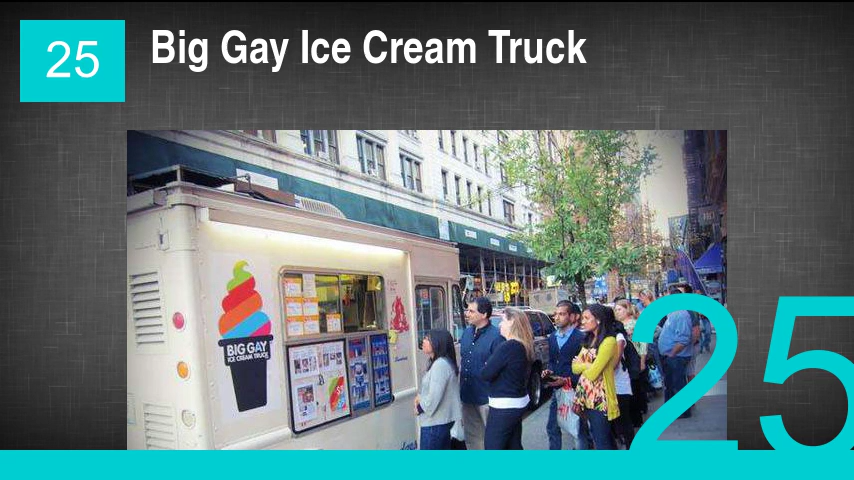 25
Big Gay Ice Cream Truck
BIG GAY
ICE CREAM TRUCK
25